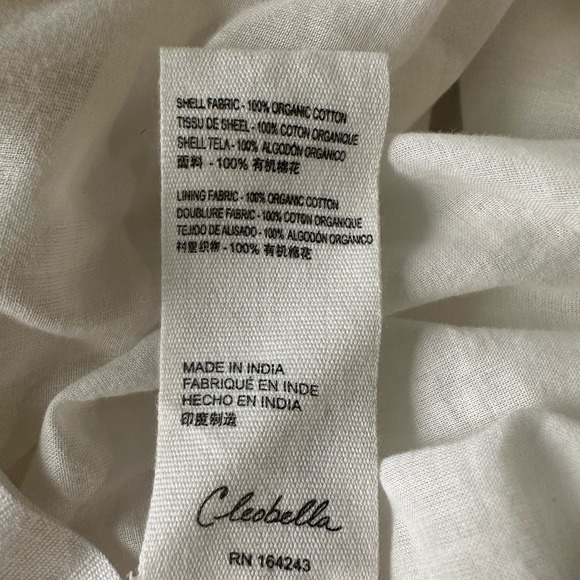 SHELL FABRIC - 100% ORGANIC COTTON
TISSU DE SHEEL - 100% COTON ORGANIQUE
SHELL TELA - 100% ALGODÓN ORGÁNICO
面料 - 100% 有机棉花
LINING FABRIC - 100% ORGANIC COTTON
DOUBLURE FABRIC - 100% COTON ORGANIQUE
TEJIDO DE ALISADO - 100% ALGODÓN ORGÁNICO
衬里织物 - 100% 有机棉花
MADE IN INDIA
FABRIQUÉ EN INDE
HECHO EN INDIA
印度制造
Cleobella
RN 164243